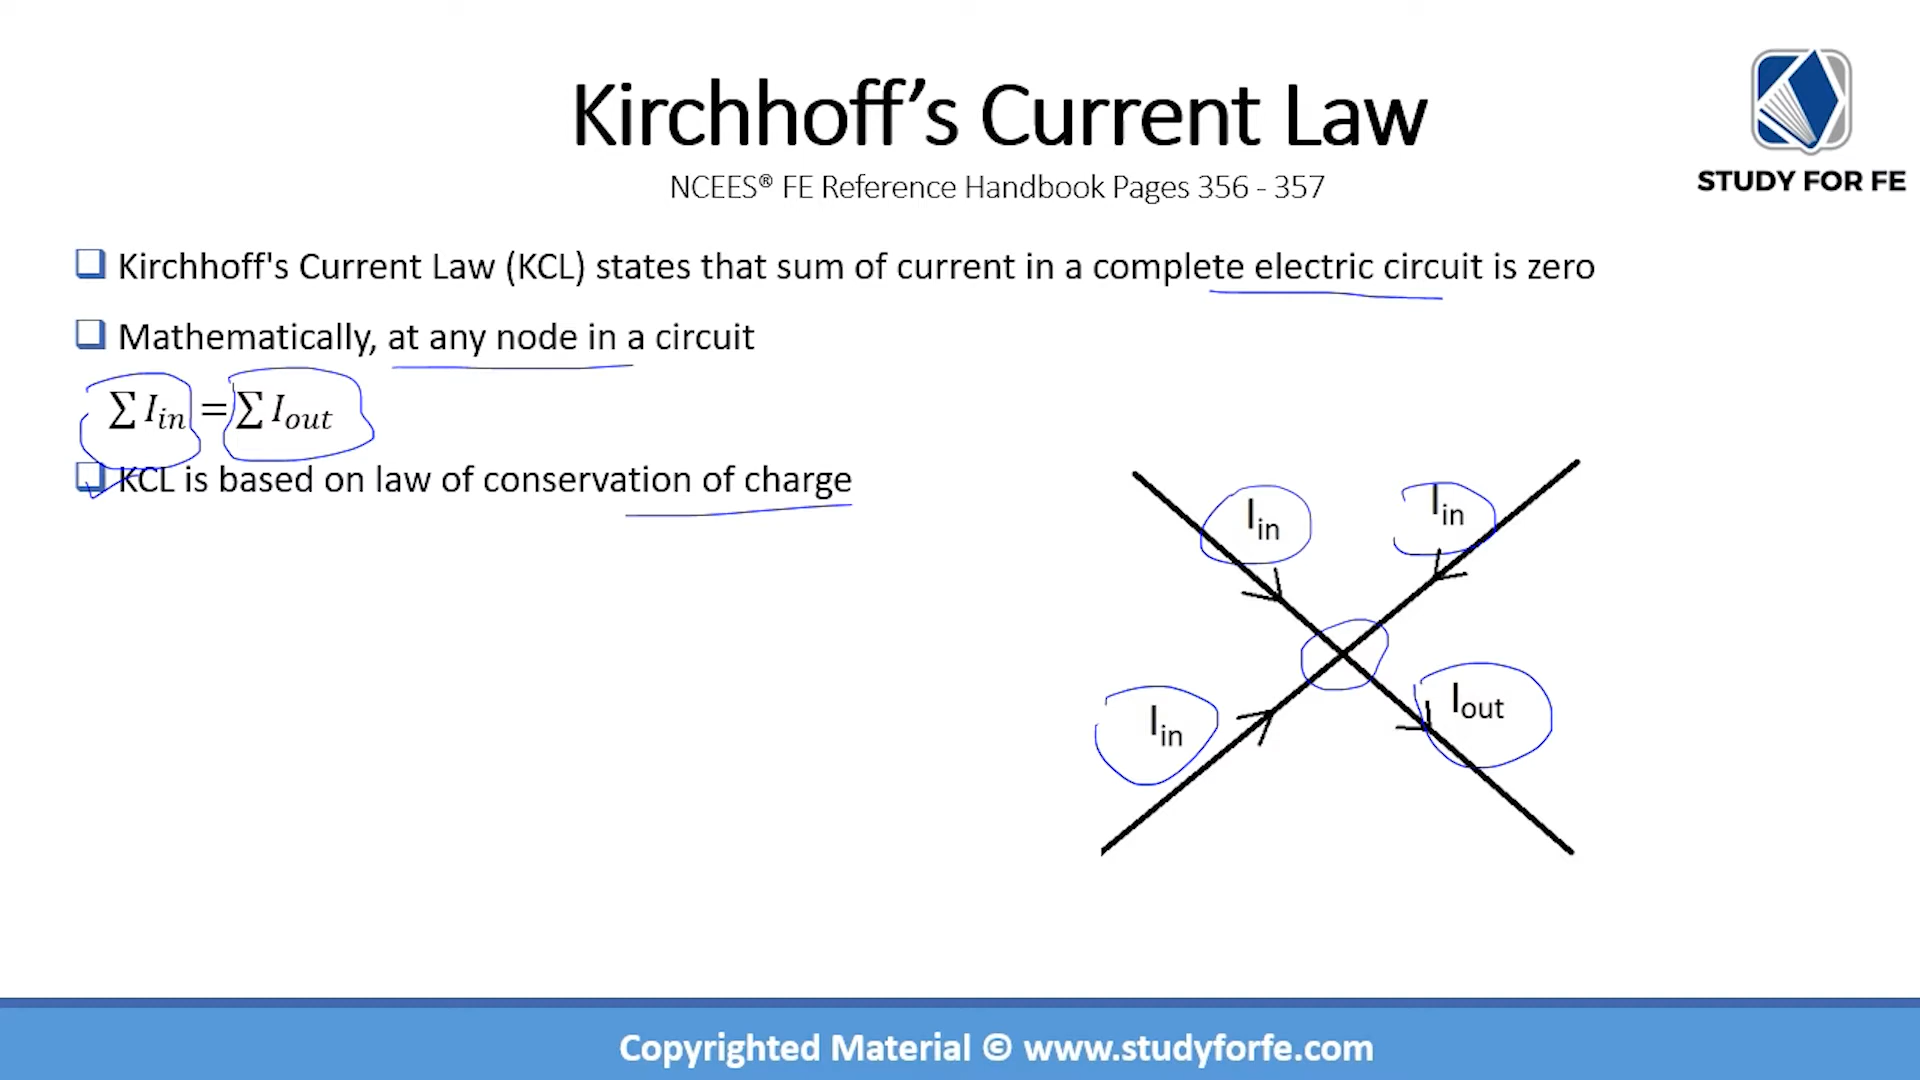 Kirchhoff’s Current Law
NCEES® FE Reference Handbook Pages 356 - 357
STUDY FOR FE
Kirchhoff's Current Law (KCL) states that sum of current in a complete electric circuit is zero
Mathematically, at any node in a circuit
∑ I_in = ∑ I_out
KCL is based on law of conservation of charge
I_in
I_in
I_in
I_out
Copyrighted Material © www.studyforfe.com